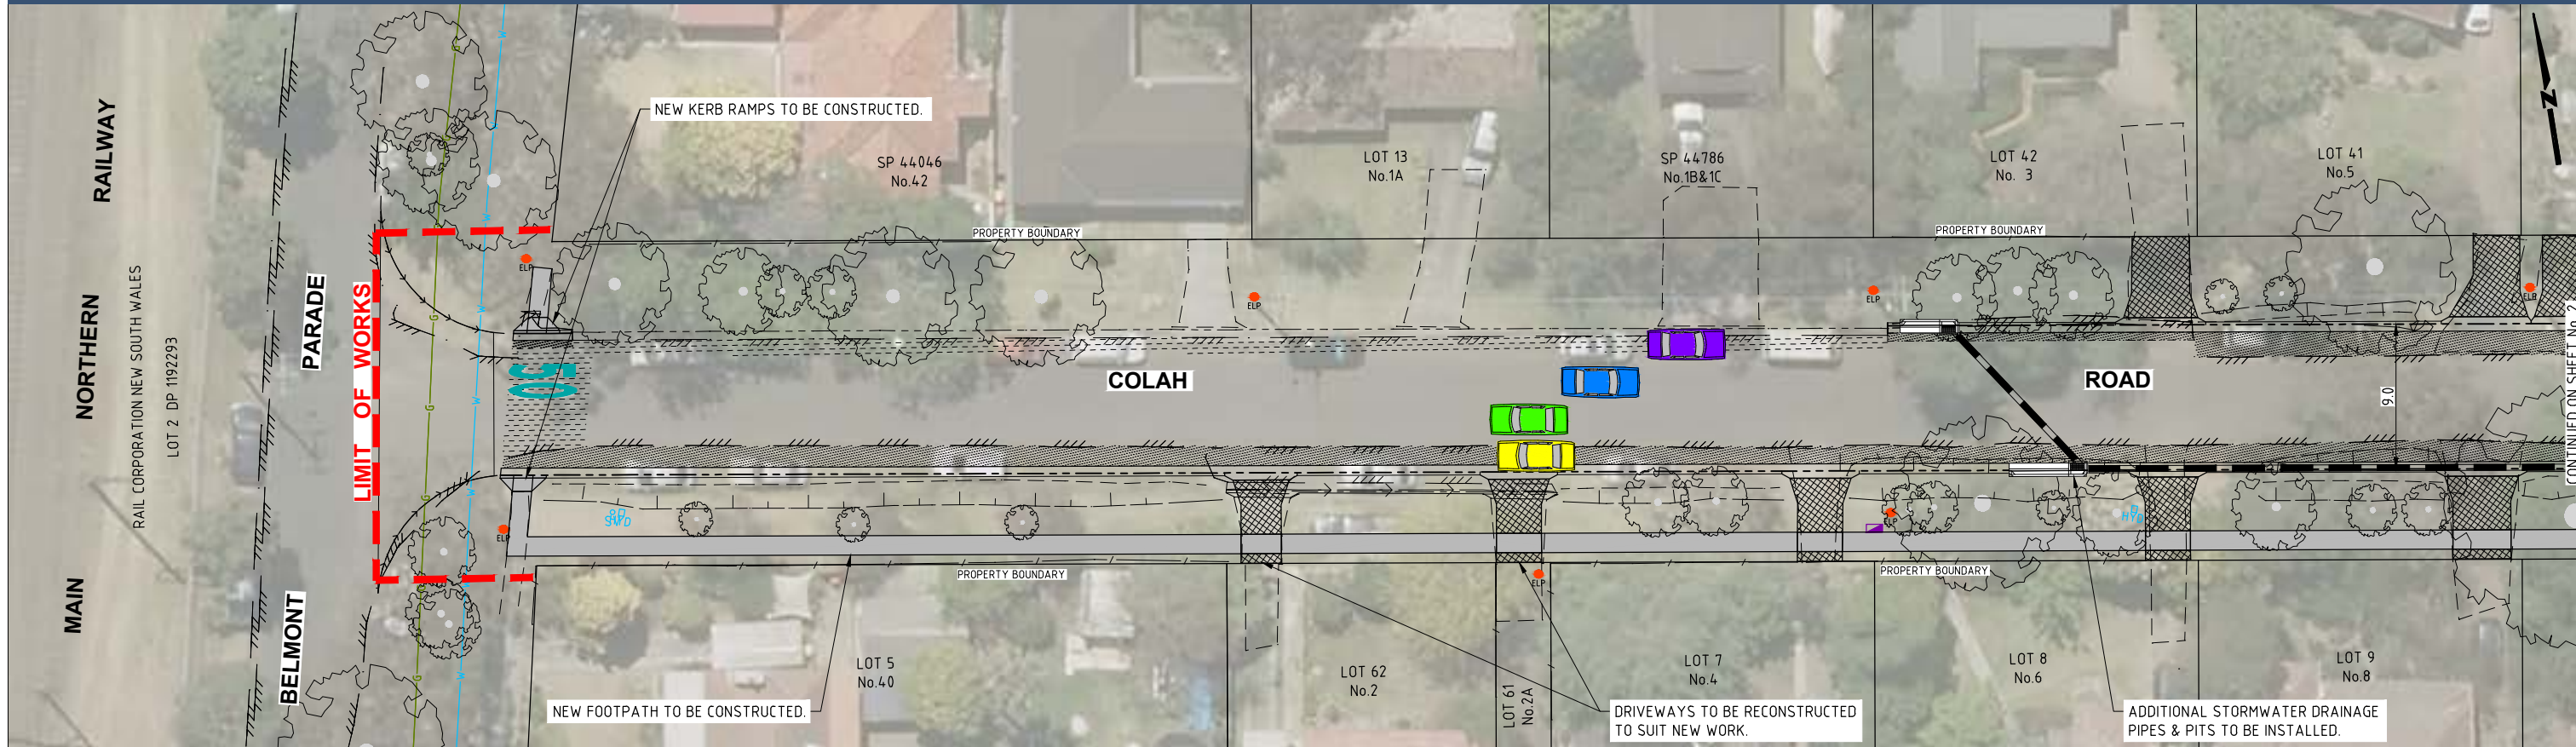 RAILWAY
NORTHERN
MAIN
RAIL CORPORATION NEW SOUTH WALES
LOT 2 DP 1192293
PARADE
BELMONT
LIMIT OF WORKS
G
W
W
G
W
G
W
G
W
G
W
G
W
NEW KERB RAMPS TO BE CONSTRUCTED.
SP 44046
No.42
LOT 13
No.1A
SP 44786
No.1B&1C
LOT 42
No. 3
LOT 41
No.5
N
PROPERTY BOUNDARY
PROPERTY BOUNDARY
ELP
ELP
ELP
ELP
50
COLAH
ROAD
9.0
CONTINUED ON SHEET No. 2
HYD
ELP
ELP
HYD
PROPERTY BOUNDARY
PROPERTY BOUNDARY
ELP
LOT 5
No.40
LOT 62
No.2
LOT 61
No.2A
LOT 7
No.4
LOT 8
No.6
LOT 9
No.8
NEW FOOTPATH TO BE CONSTRUCTED.
DRIVEWAYS TO BE RECONSTRUCTED
TO SUIT NEW WORK.
ADDITIONAL STORMWATER DRAINAGE
PIPES & PITS TO BE INSTALLED.